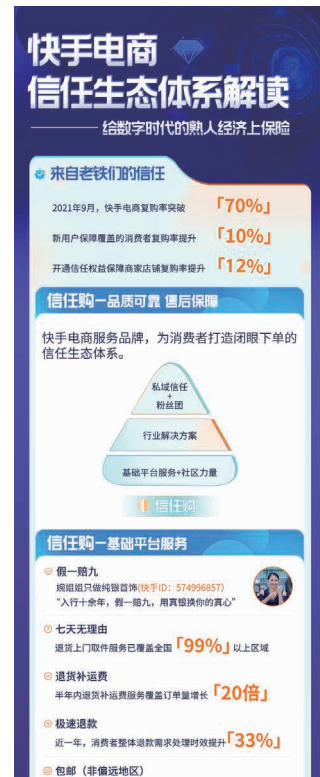 快手电商
信任生态体系解读
给数字时代的熟人经济上保险
来自老铁们的信任
2021年9月，快手电商复购率突破 「70%」
新用户保障覆盖的消费者复购率提升 「10%」
开通信任权益保障商家店铺复购率提升 「12%」
信任购—品质可靠 售后保障
快手电商服务品牌，为消费者打造闭眼下单的
信任生态体系。
私域信任
+
粉丝团
行业解决方案
基础平台服务+社区力量
信任购
信任购—基础平台服务
假一赔九
婉姐姐只做纯银首饰(快手ID：574996857)
“入行十余年，假一赔九，用真银换你的真心”
七天无理由
退货上门取件服务已覆盖全国「99%」以上区域
退货补运费
半年内退货补运费服务覆盖订单量增长「20倍」
极速退款
近一年，消费者整体退款需求处理时效提升「33%」
包邮（非偏远地区）